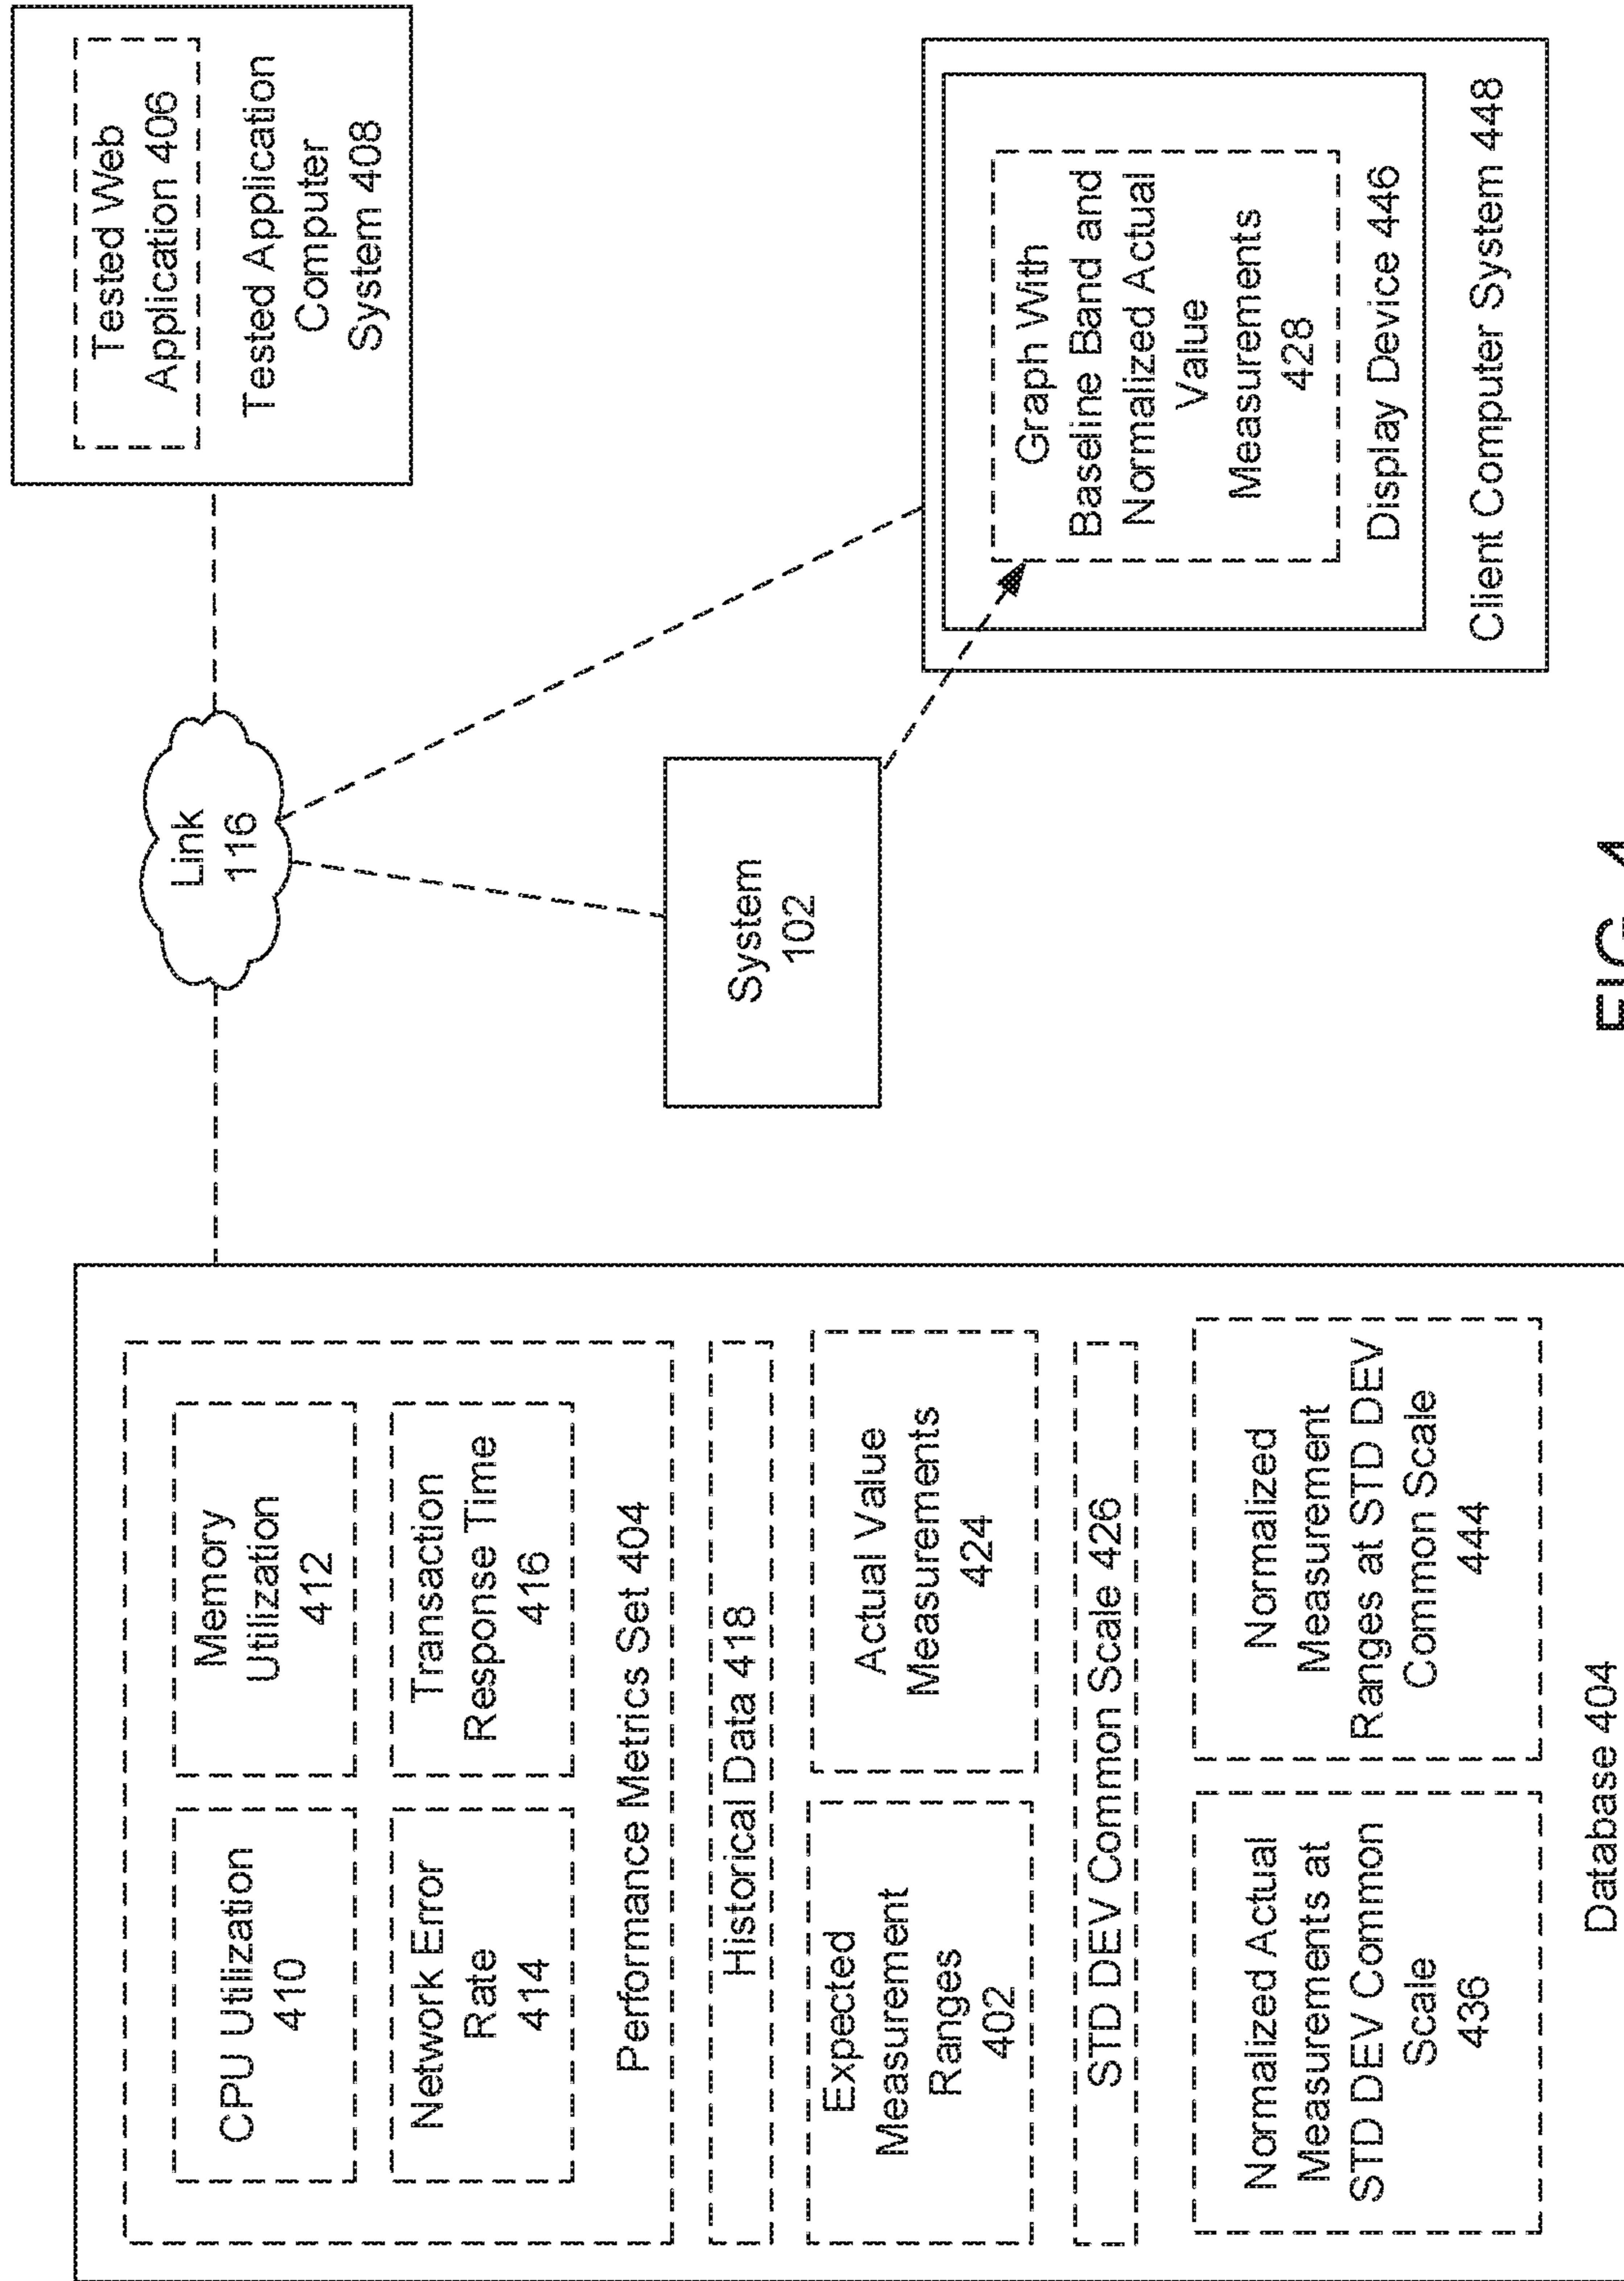 CPU Utilization
410
Memory
Utilization
412
Network Error
Rate
414
Transaction
Response Time
416
Performance Metrics Set 404
Historical Data 418
Expected
Measurement
Ranges
402
Actual Value
Measurements
424
STD DEV Common Scale 426
Normalized Actual
Measurements at
STD DEV Common
Scale
436
Normalized
Measurement
Ranges at STD DEV
Common Scale
444
Database 404
Link
116
System
102
Tested Web
Application 406
Tested Application
Computer
System 408
Graph With
Baseline Band and
Normalized Actual
Value
Measurements
428
Display Device 446
Client Computer System 448
FIG. 4